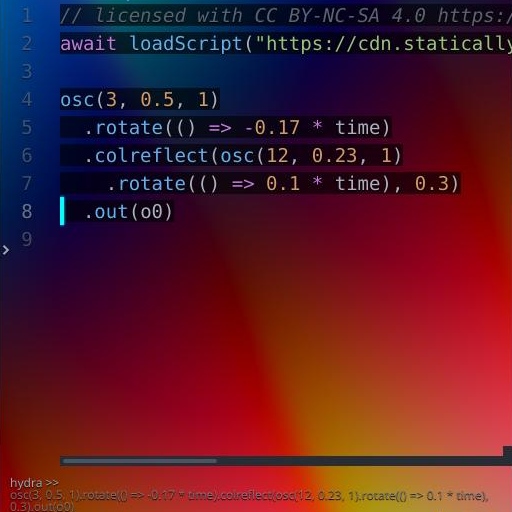 1 // licensed with CC BY-NC-SA 4.0 https:/
2 await loadScript("https://cdn.statically
3
4 osc(3, 0.5, 1)
5 .rotate(() => -0.17 * time)
6 .colreflect(osc(12, 0.23, 1)
7 .rotate(() => 0.1 * time), 0.3)
8 .out(o0)
9
hydra >>
osc(3, 0.5, 1).rotate(() => -0.17 * time).colreflect(osc(12, 0.23, 1).rotate(() => 0.1 * time),
0.3).out(o0)